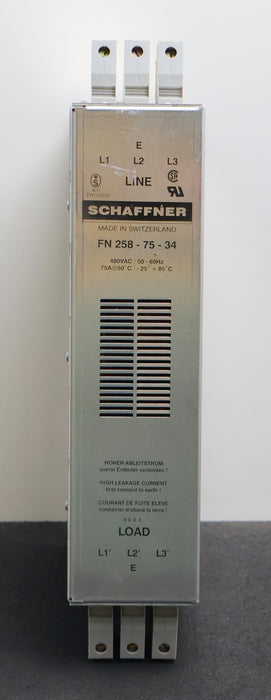 E
L1 L2 L3
LINE
SCHAFFNER
MADE IN SWITZERLAND
FN 258 - 75 - 34
480VAC : 50 - 60Hz
75A@50°C : - 25° + 85°C
HOHER ABLEITSTROM
zuerst Erdleiter verbinden !
HIGH LEAKAGE CURRENT
first connect to earth !
COURANT DE FUITE ELEVE
connecter d'abord la terre !
LOAD
L1' L2' L3'
E